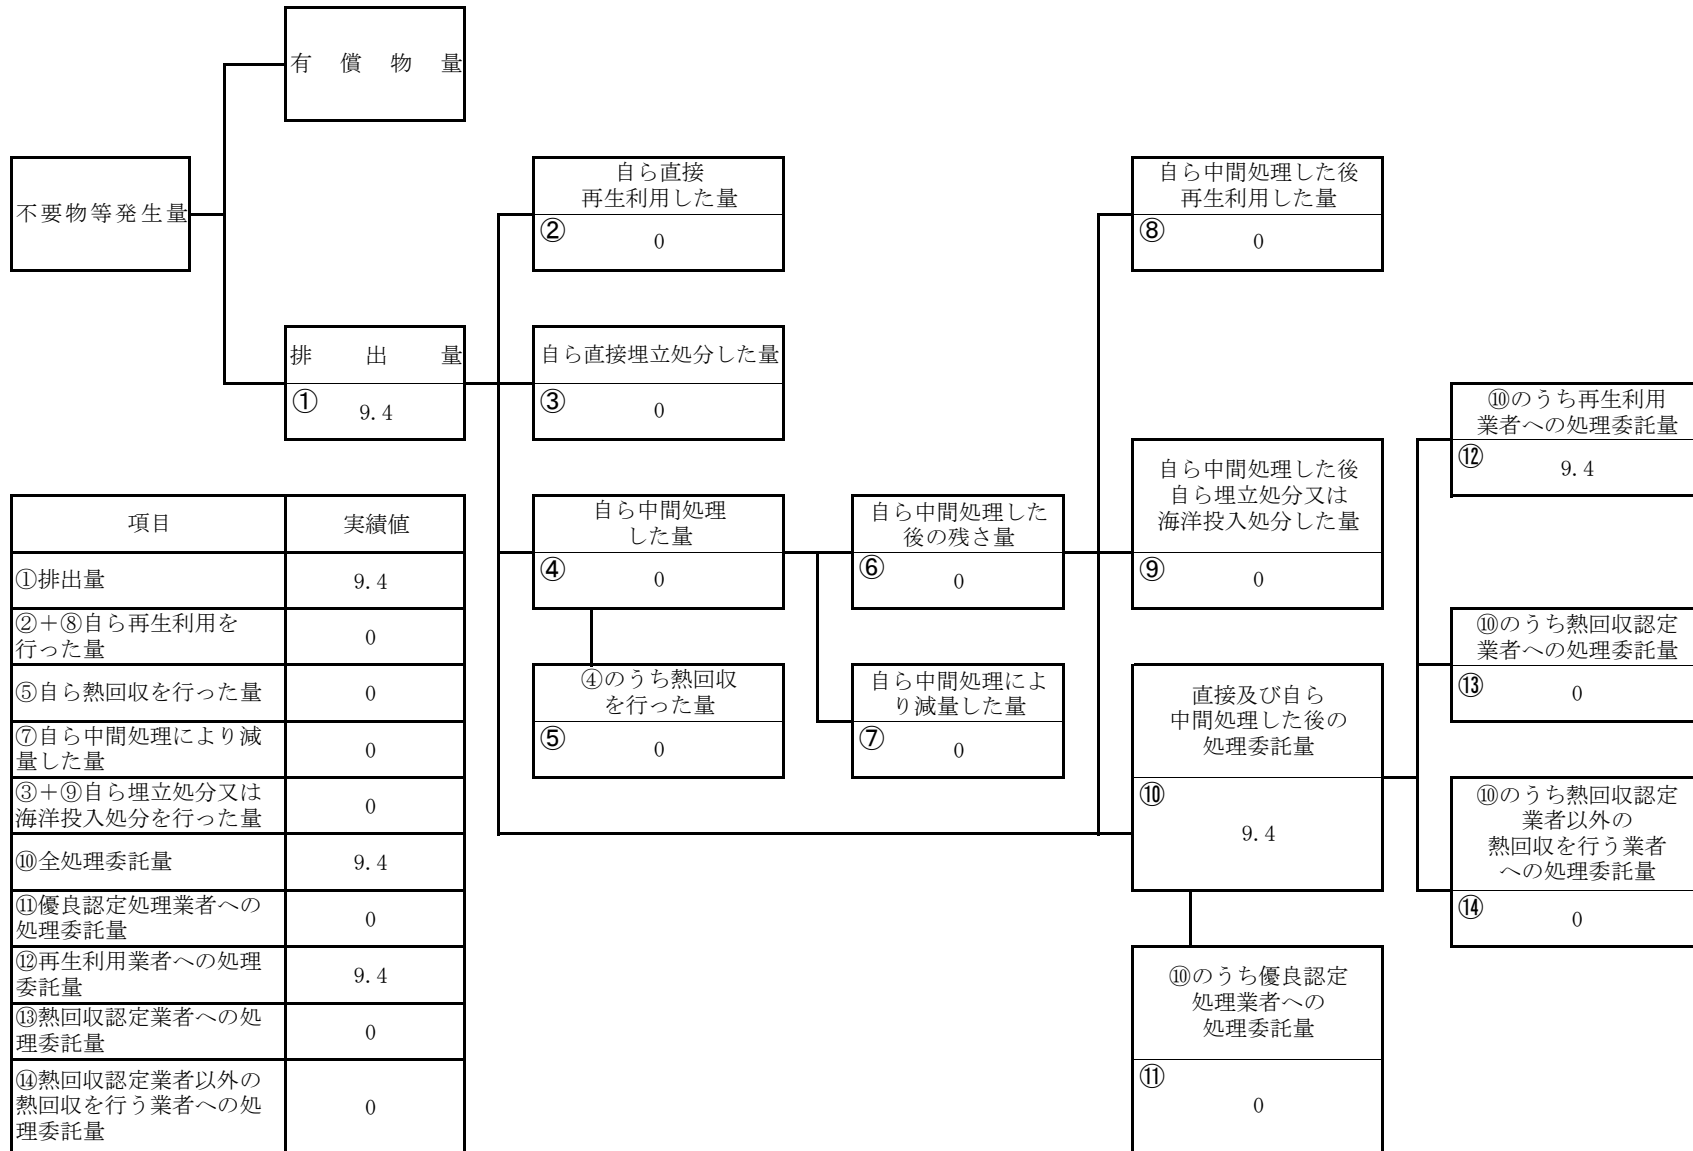 有償物量
不要物等発生量
排出量
① 9.4
自ら直接
再生利用した量
② 0
自ら直接埋立処分した量
③ 0
自ら中間処理
した量
④ 0
④のうち熱回収
を行った量
⑤ 0
自ら中間処理した
後の残さ量
⑥ 0
自ら中間処理によ
り減量した量
⑦ 0
自ら中間処理した後
再生利用した量
⑧ 0
自ら中間処理した後
自ら埋立処分又は
海洋投入処分した量
⑨ 0
直接及び自ら
中間処理した後の
処理委託量
⑩
9.4
⑩のうち優良認定
処理業者への
処理委託量
⑪
0
⑩のうち再生利用
業者への処理委託量
⑫ 9.4
⑩のうち熱回収認定
業者への処理委託量
⑬ 0
⑩のうち熱回収認定
業者以外の
熱回収を行う業者
への処理委託量
⑭ 0
項目 実績値
①排出量 9.4
②+⑧自ら再生利用を
行った量 0
⑤自ら熱回収を行った量 0
⑦自ら中間処理により減
量した量 0
③+⑨自ら埋立処分又は
海洋投入処分を行った量 0
⑩全処理委託量 9.4
⑪優良認定処理業者への
処理委託量 0
⑫再生利用業者への処理
委託量 9.4
⑬熱回収認定業者への処
理委託量 0
⑭熱回収認定業者以外の
熱回収を行う業者への処
理委託量 0